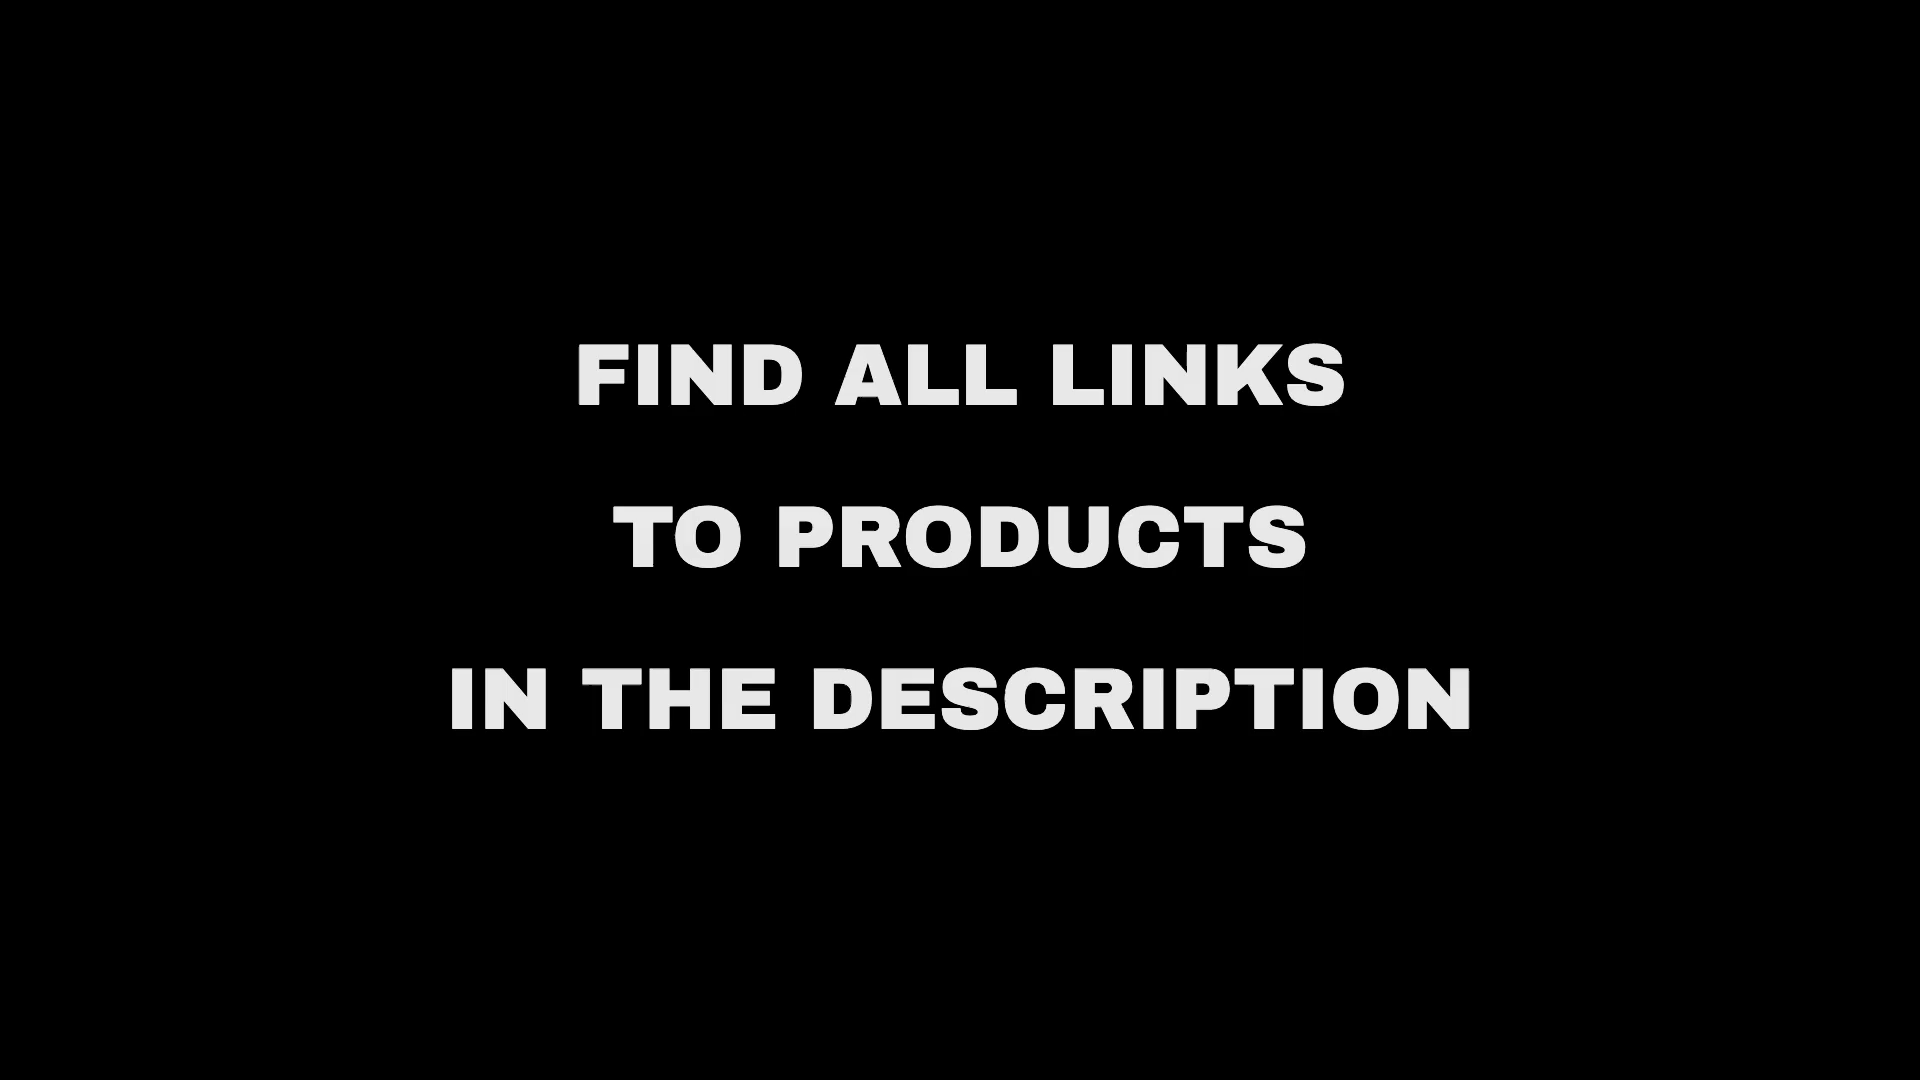 FIND ALL LINKS
TO PRODUCTS
IN THE DESCRIPTION